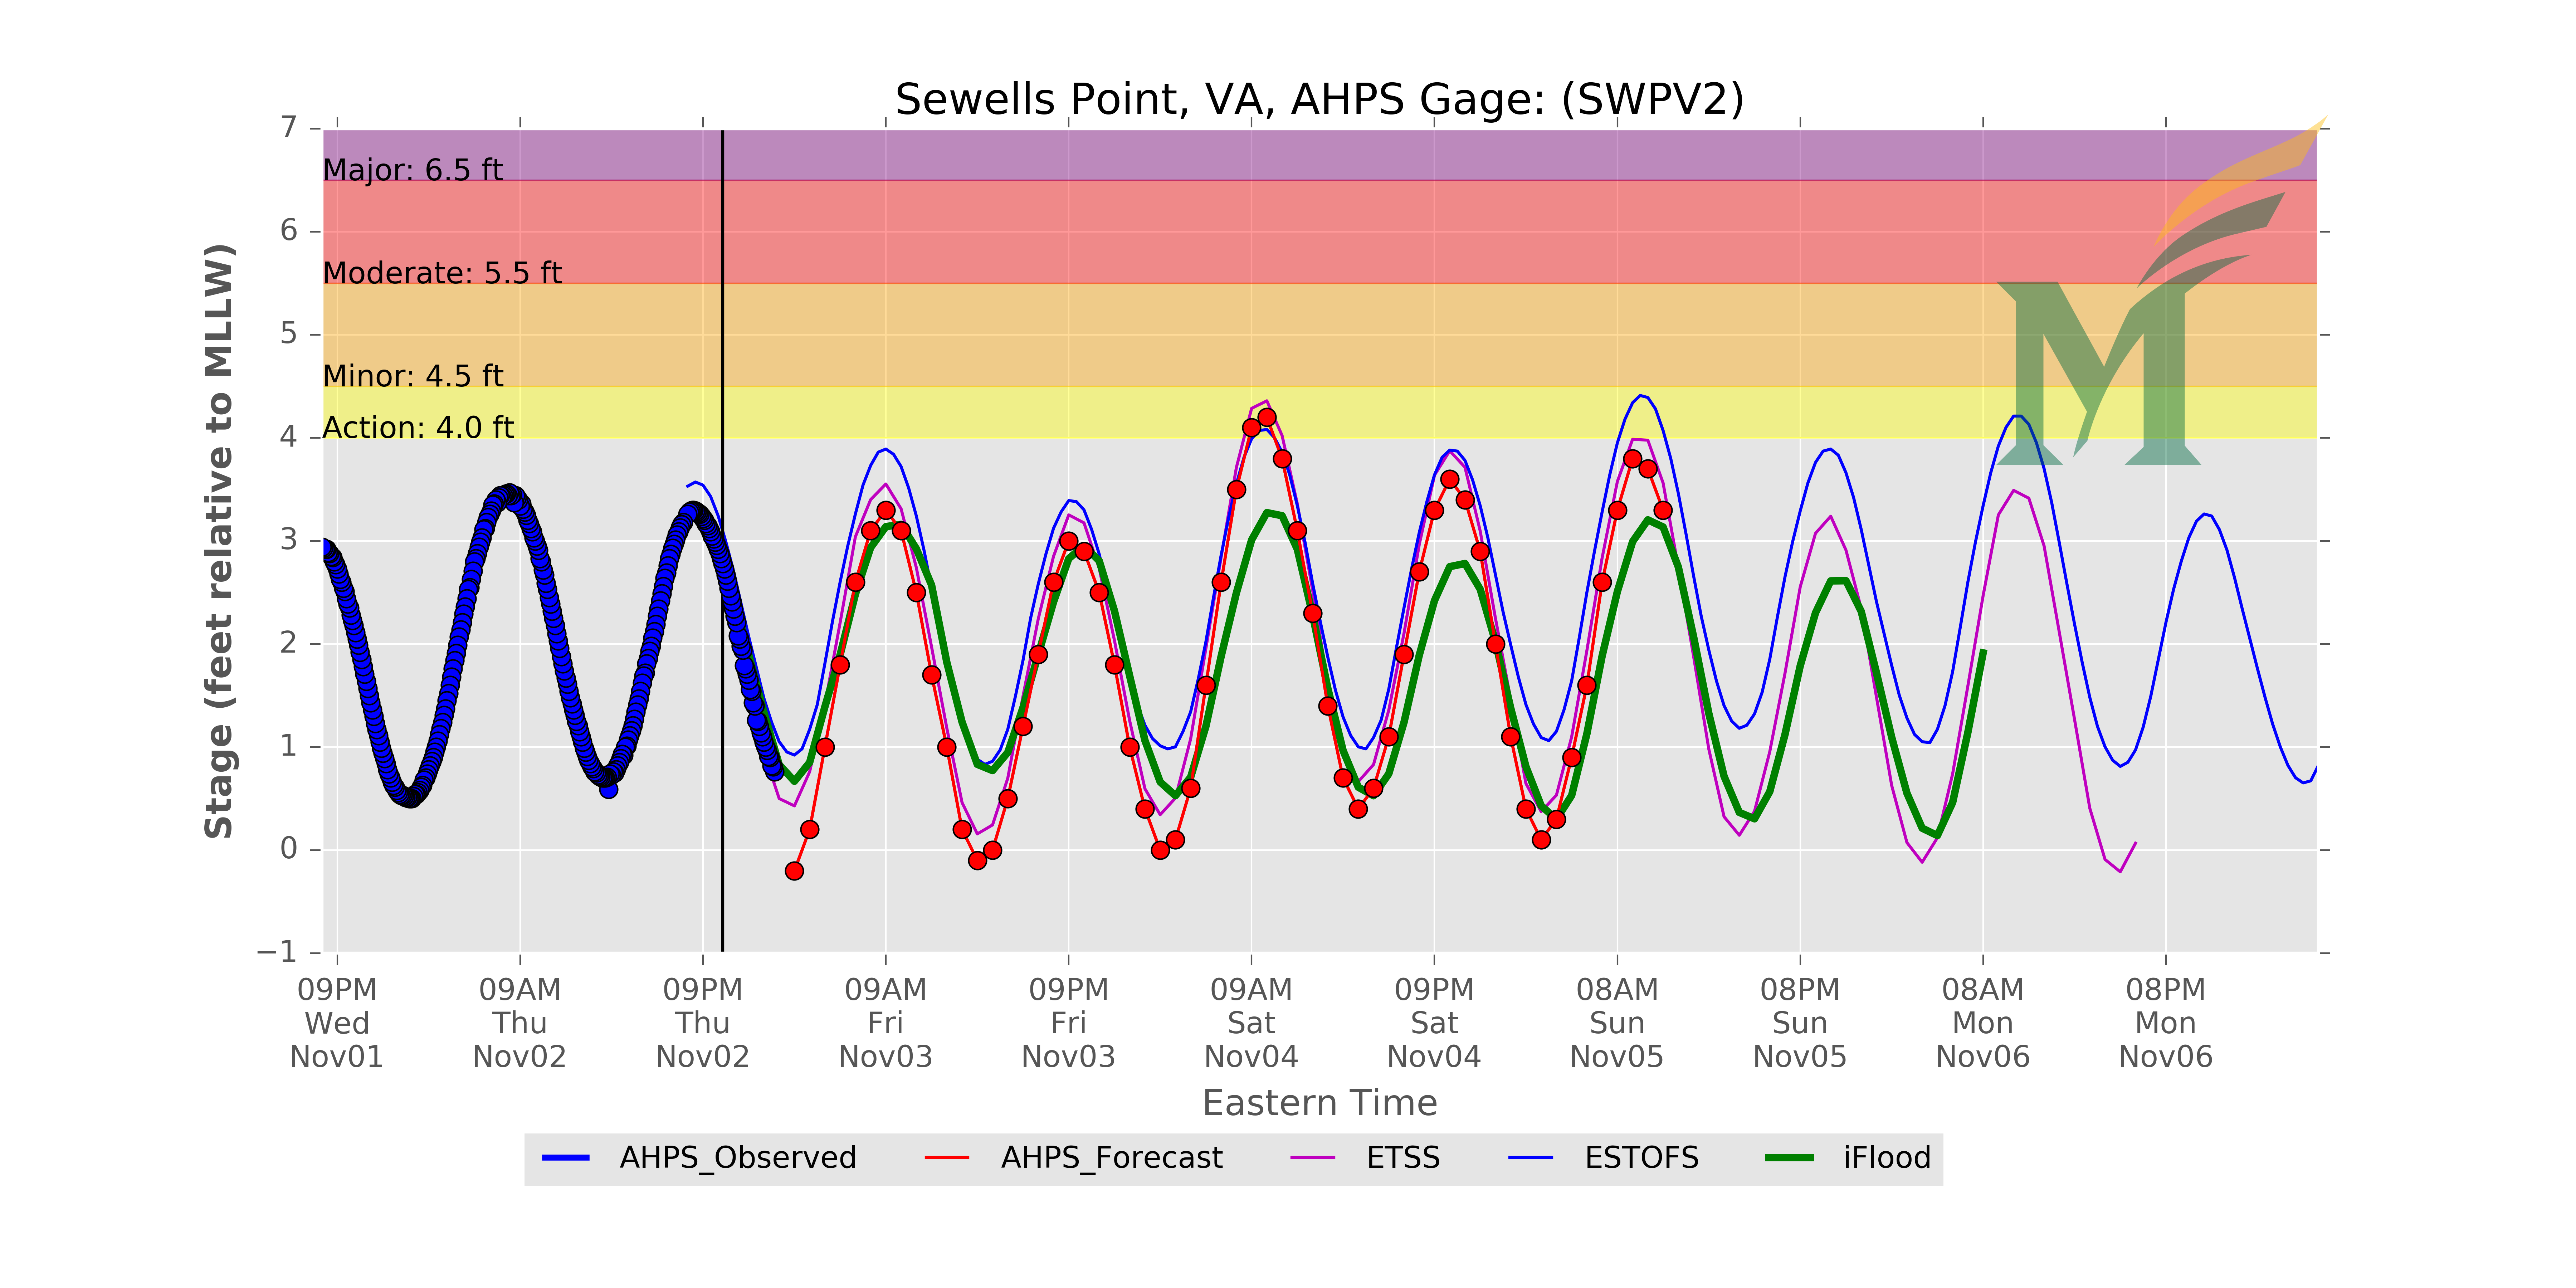 Sewells Point, VA, AHPS Gage: (SWPV2)
7
6
5
4
3
2
1
0
−1
Stage (feet relative to MLLW)
Major: 6.5 ft
Moderate: 5.5 ft
Minor: 4.5 ft
Action: 4.0 ft
M
09PM 09AM 09PM 09AM 09PM 09AM 09PM 08AM 08PM 08AM 08PM
Wed Thu Thu Fri Fri Sat Sat Sun Sun Mon Mon
Nov01 Nov02 Nov02 Nov03 Nov03 Nov04 Nov04 Nov05 Nov05 Nov06 Nov06
Eastern Time
AHPS_Observed AHPS_Forecast ETSS ESTOFS iFlood